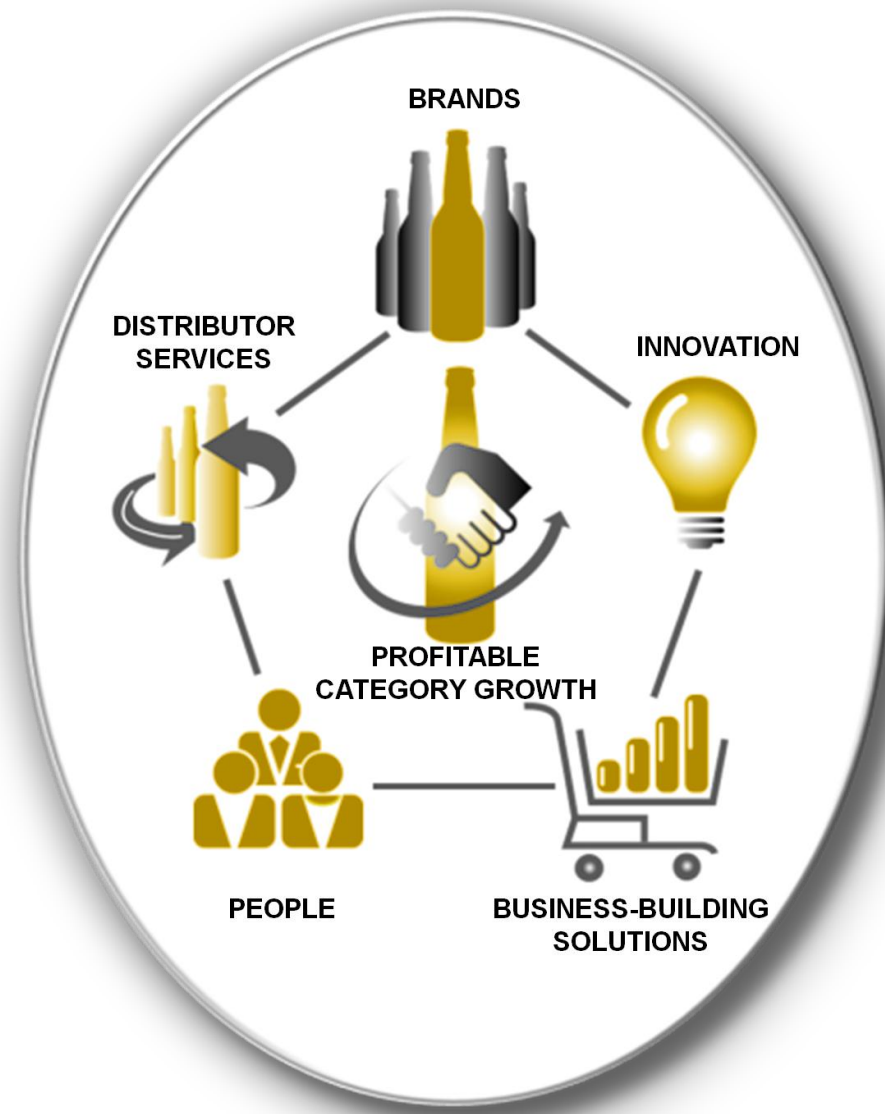 BRANDS
DISTRIBUTOR
SERVICES
INNOVATION
PROFITABLE
CATEGORY GROWTH
PEOPLE
BUSINESS-BUILDING
SOLUTIONS